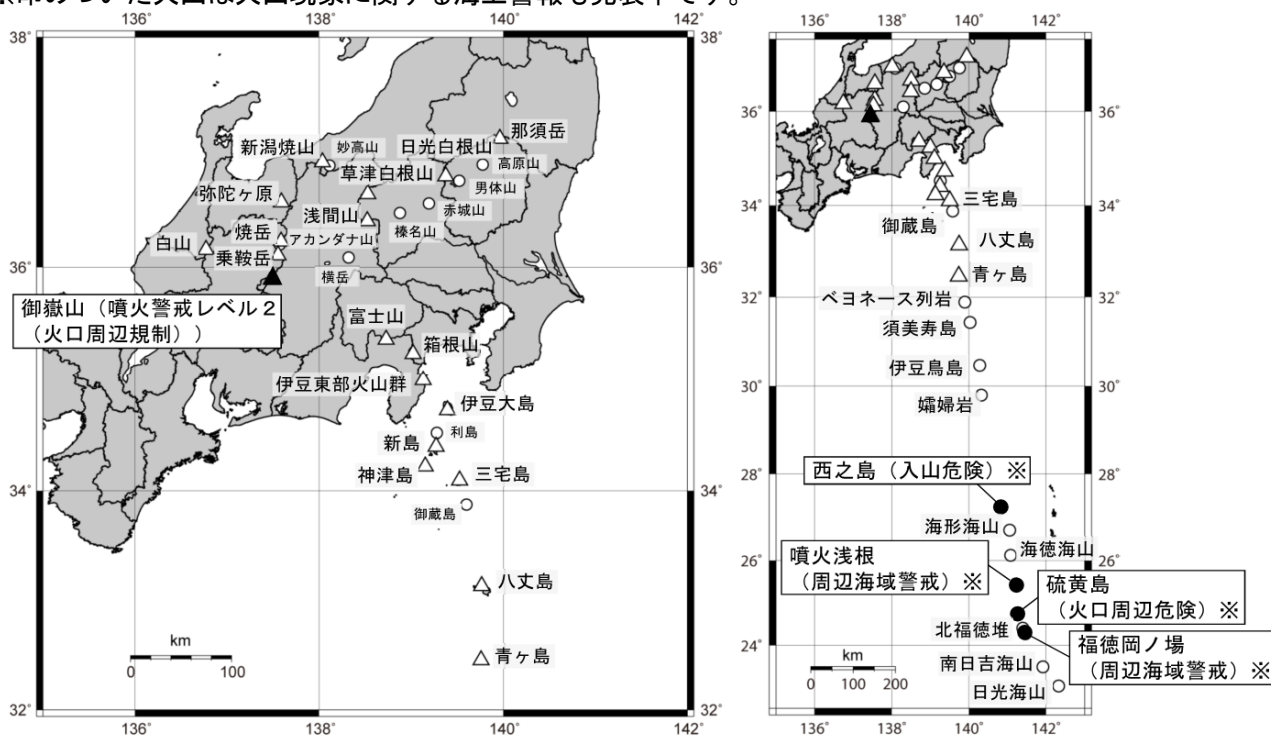 ※印のついた火山は火山現象に関する海上警報も発表中です。
136° 138° 140°
38° 38°
那須岳
新潟焼山 妙高山 日光白根山
高原山
草津白根山
弥陀ヶ原 男体山
赤城山
浅間山
榛名山
焼岳 アカンダナ山
白山
乗鞍岳
36° 36°
横岳
御嶽山(噴火警戒レベル2
(火口周辺規制))
富士山
箱根山
伊豆東部火山群
伊豆大島
利島
新島
神津島 三宅島
34° 34°
御蔵島
八丈島
青ヶ島
km
0 100
32° 32°
136° 138° 140° 142°
136° 138° 140° 142°
36° 36°
三宅島
34° 34°
御蔵島
八丈島
青ヶ島
32° 32°
ベヨネース列岩
須美寿島
伊豆鳥島
30° 30°
孀婦岩
28° 28°
西之島(入山危険)※
海形海山
海徳海山
26° 26°
噴火浅根
(周辺海域警戒)※
硫黄島
(火口周辺危険)※
北福徳堆
24°
福徳岡ノ場
(周辺海域警戒)※
南日吉海山
日光海山
km
0 100 200
136° 138° 140° 142°